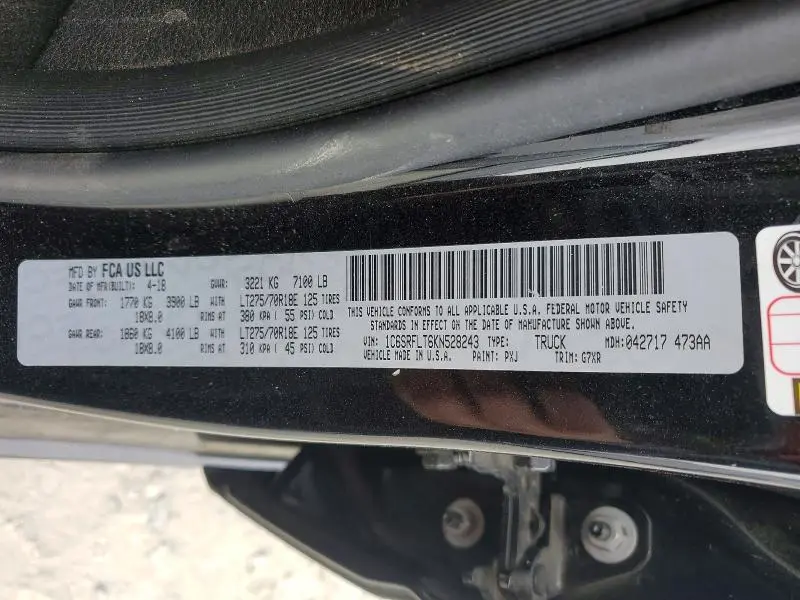 MFD BY FCA US LLC
DATE OF MFR(BUILT): 4-18 GVWR: 3221 KG 7100 LB
GAWR FRONT: 1770 KG 3900 LB WITH LT275/70R18E 125 TIRES
18X8.0 RIMS AT 380 KPA ( 55 PSI) COLD
GAWR REAR: 1860 KG 4100 LB WITH LT275/70R18E 125 TIRES
18X8.0 RIMS AT 310 KPA ( 45 PSI) COLD
THIS VEHICLE CONFORMS TO ALL APPLICABLE U.S.A. FEDERAL MOTOR VEHICLE SAFETY
STANDARDS IN EFFECT ON THE DATE OF MANUFACTURE SHOWN ABOVE.
VIN: 1C6SRFLT6KN528243 TYPE: TRUCK MDH: 042717 473AA
MADE IN U.S.A. PAINT: PXJ TRIM: G7XR